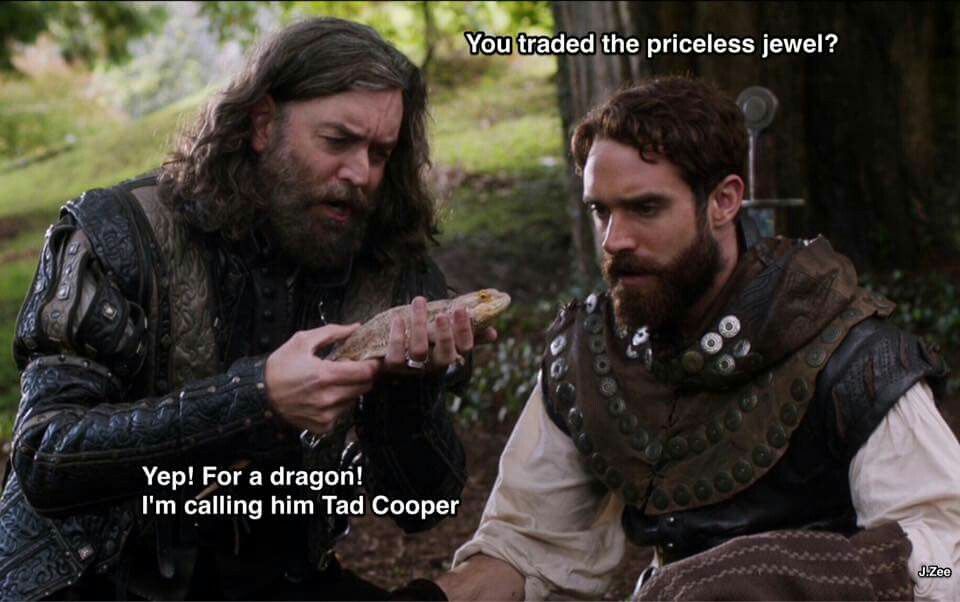 You traded the priceless jewel?
Yep! For a dragon!
I'm calling him Tad Cooper
J.Zee